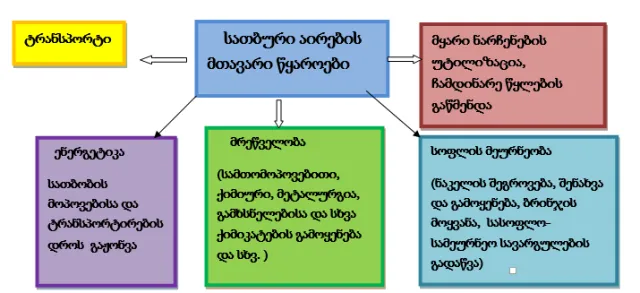 ტრანსპორტი
სათბური აირების
მთავარი წყაროები
მყარი ნარჩენების
უტილიზაცია,
ჩამდინარე წყლების
გაწმენდა
ენერგეტიკა
სათბობის
მოპოვებისა და
ტრანსპორტირების
დროს გაჟონვა
მრეწველობა
(სამთომოპოვებითი,
ქიმიური, მეტალურგია,
გამხსნელებისა და სხვა
ქიმიკატების გამოყენება
და სხვ. )
სოფლის მეურნეობა
(ნაკელის შეგროვება, შენახვა
და გამოყენება, ბრინჯის
მოყვანა, სასოფლო-
სამეურნეო სავარგულების
გადაწვა)